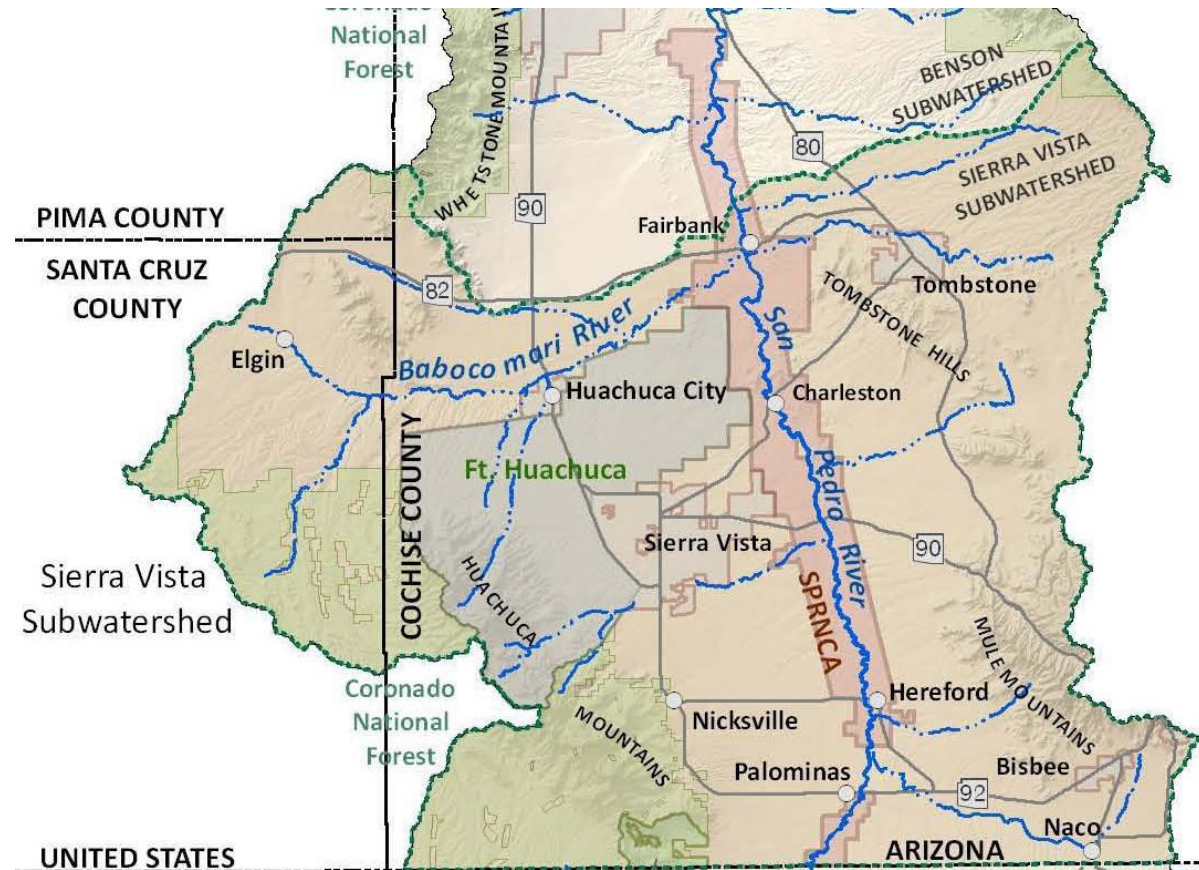 National
Forest
WHETSTONE MOUNTA
BENSON
SUBWATERSHED
80
SIERRA VISTA
SUBWATERSHED
90
PIMA COUNTY
Fairbank
SANTA CRUZ
COUNTY
82
Tombstone
TOMBSTONE HILLS
San
Baboco mari River
Elgin
Huachuca City
Charleston
COCHISE COUNTY
Ft. Huachuca
Pedro
Sierra Vista
90
River
Sierra Vista
Subwatershed
HUACHUCA
SPRNCA
MULE MOUNTAINS
Coronado
National
Forest
Hereford
Nicksville
MOUNTAINS
Palominas
Bisbee
92
Naco
UNITED STATES
ARIZONA